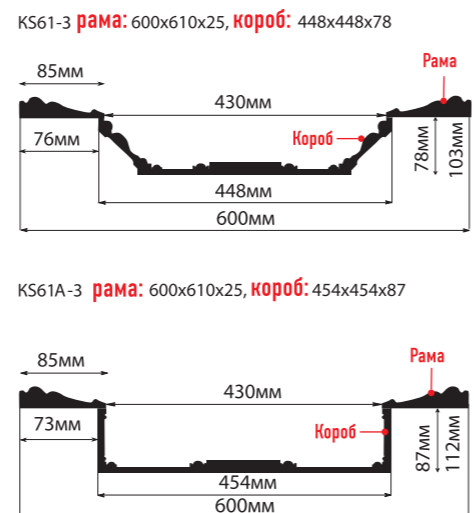 KS61-3 рама: 600x610x25, короб: 448x448x78
Рама
85мм
430мм
Короб
76мм
78мм
103мм
448мм
600мм
KS61A-3 рама: 600x610x25, короб: 454x454x87
Рама
85мм
430мм
Короб
73мм
87мм
112мм
454мм
600мм